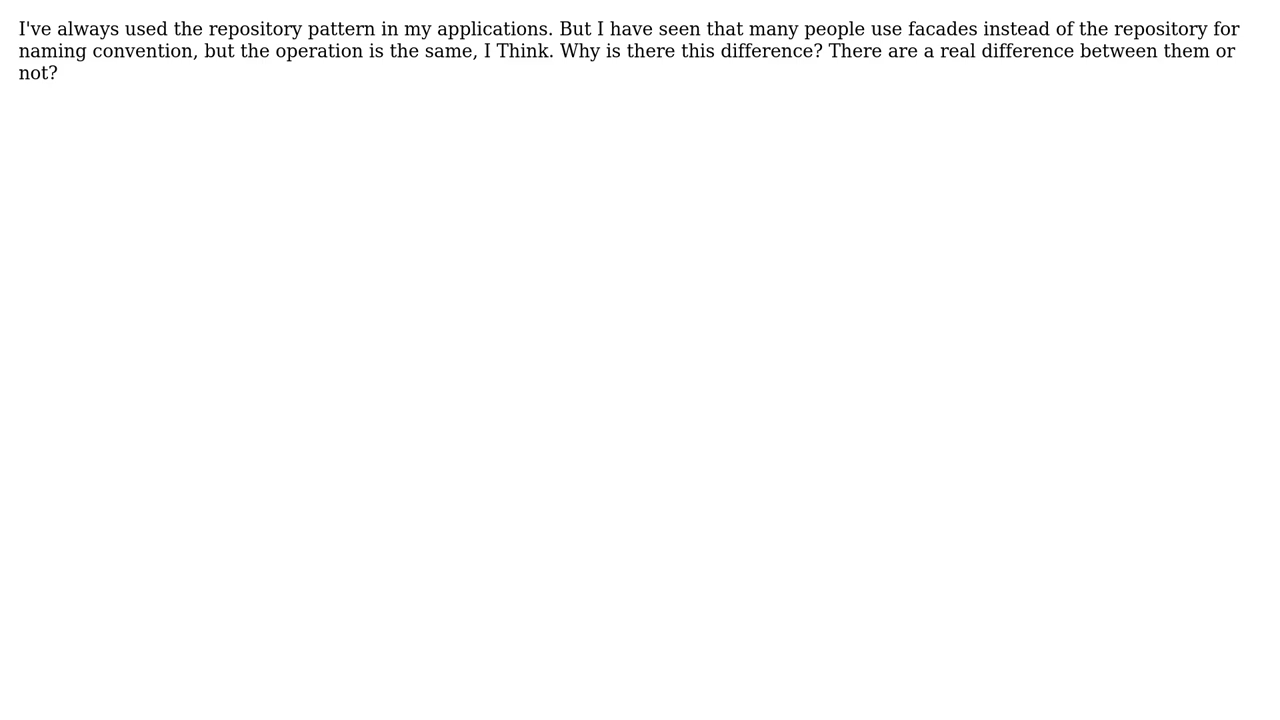 I've always used the repository pattern in my applications. But I have seen that many people use facades instead of the repository for
naming convention, but the operation is the same, I Think. Why is there this difference? There are a real difference between them or
not?